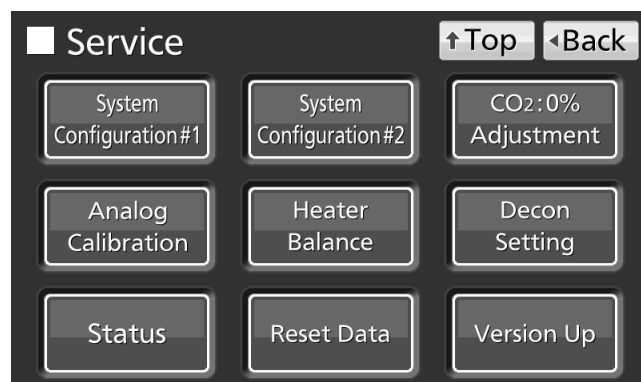 Service
↑Top
◂Back
System
Configuration#1
System
Configuration#2
CO2:0%
Adjustment
Analog
Calibration
Heater
Balance
Decon
Setting
Status
Reset Data
Version Up